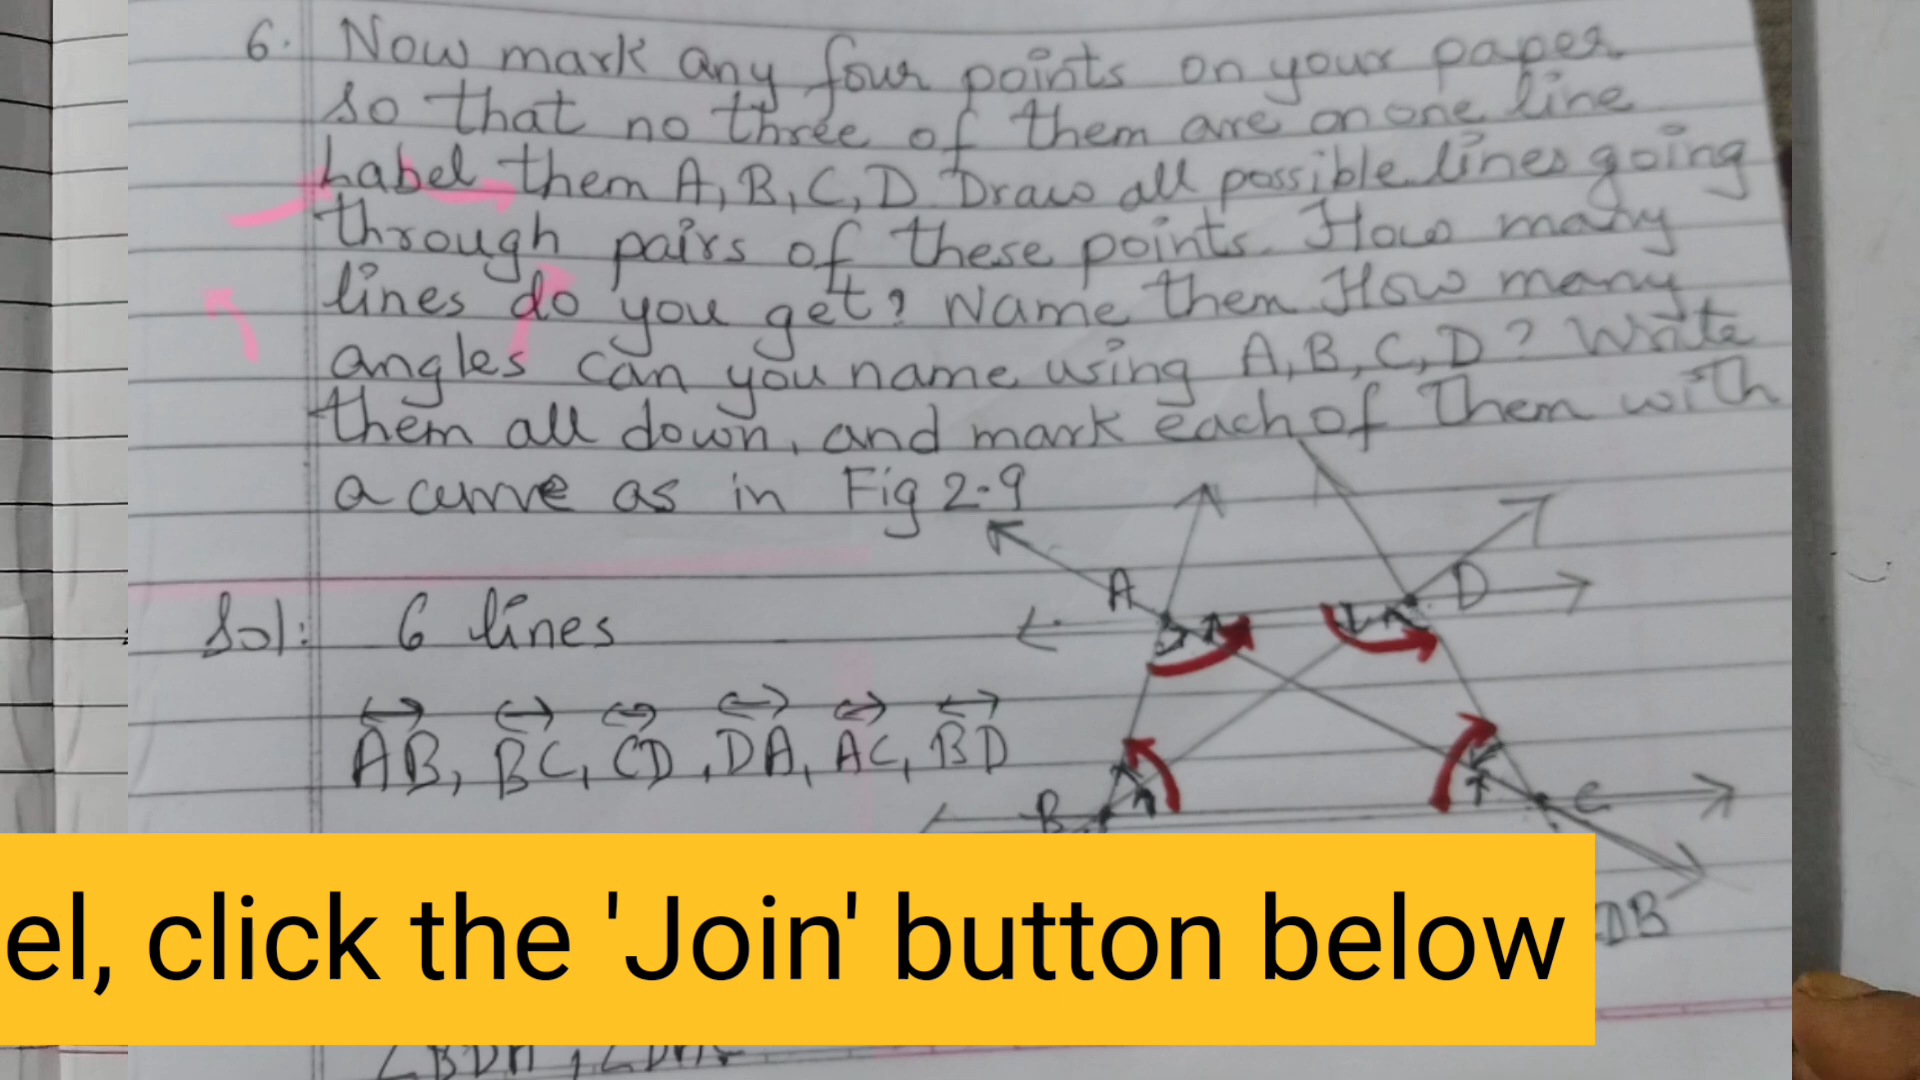 6. Now mark any four points on your paper
so that no three of them are on one line
Label them A, B, C, D Draw all possible lines going
through pairs of these points. How many
lines do you get? Name them How many
angles can you name using A, B, C, D? Write
them all down, and mark each of them with
a curve as in Fig 2.9
A
D
Sol: 6 lines
AB, BC, CD, DA, AC, BD
B
C
el, click the 'Join' button below
DB
∠BDA,